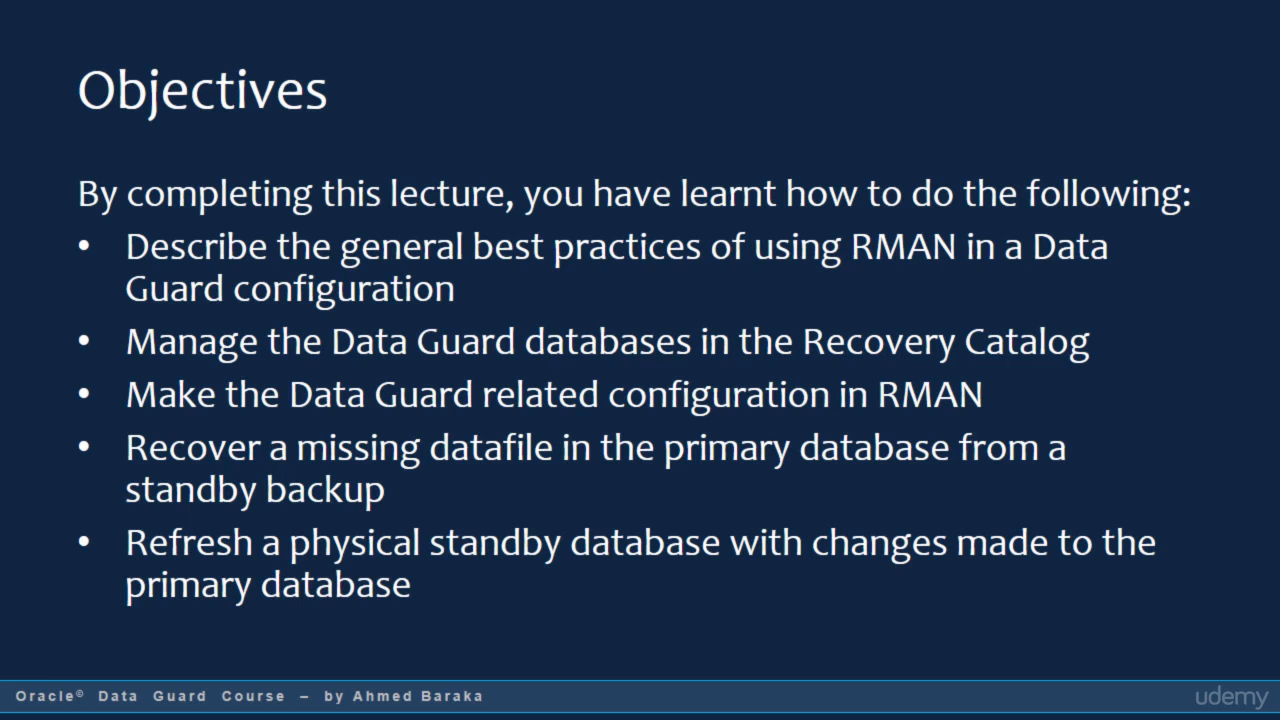 Objectives
By completing this lecture, you have learnt how to do the following:
• Describe the general best practices of using RMAN in a Data
Guard configuration
• Manage the Data Guard databases in the Recovery Catalog
• Make the Data Guard related configuration in RMAN
• Recover a missing datafile in the primary database from a
standby backup
• Refresh a physical standby database with changes made to the
primary database
Oracle© Data Guard Course – by Ahmed Baraka
udemy